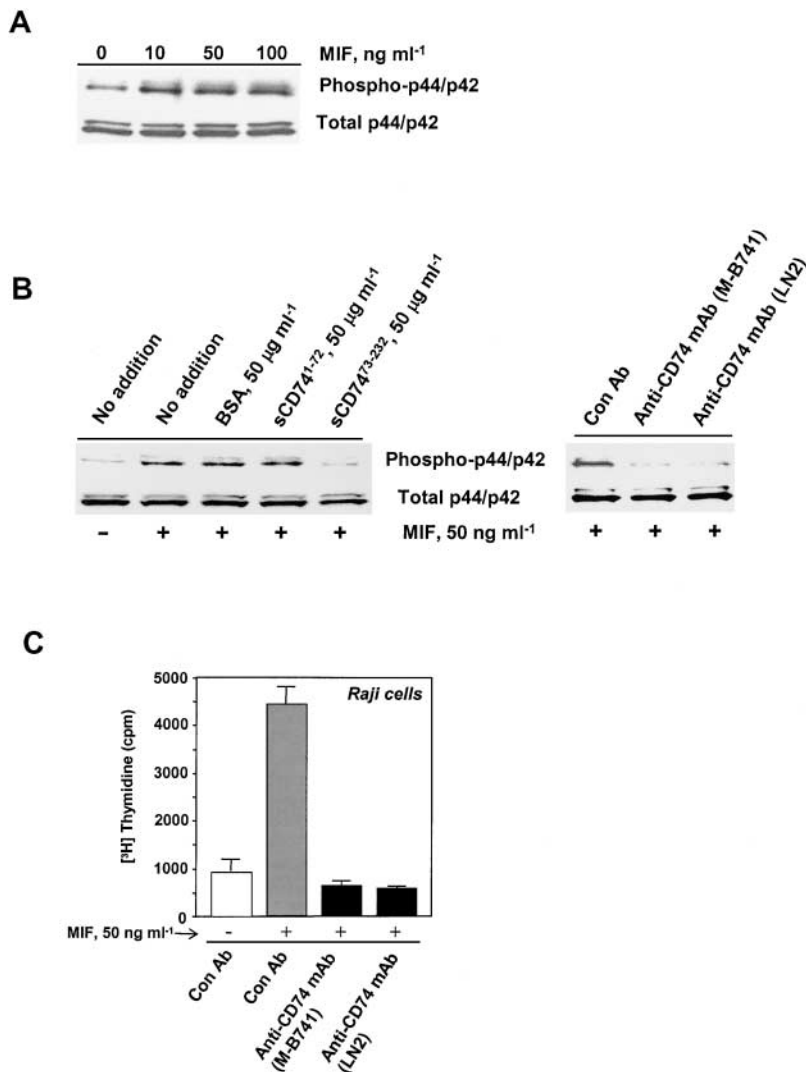 A
0 10 50 100 MIF, ng ml⁻¹
Phospho-p44/p42
Total p44/p42
B
No addition
No addition
BSA, 50 µg ml⁻¹
sCD74¹⁻⁷², 50 µg ml⁻¹
sCD74⁷³⁻²³², 50 µg ml⁻¹
Con Ab
Anti-CD74 mAb (M-B741)
Anti-CD74 mAb (LN2)
Phospho-p44/p42
Total p44/p42
– + + + + MIF, 50 ng ml⁻¹ + + +
C
Raji cells
[³H] Thymidine (cpm)
5000
4000
3000
2000
1000
0
MIF, 50 ng ml⁻¹→ - + + +
Con Ab
Con Ab
Anti-CD74 mAb
(M-B741)
Anti-CD74 mAb
(LN2)